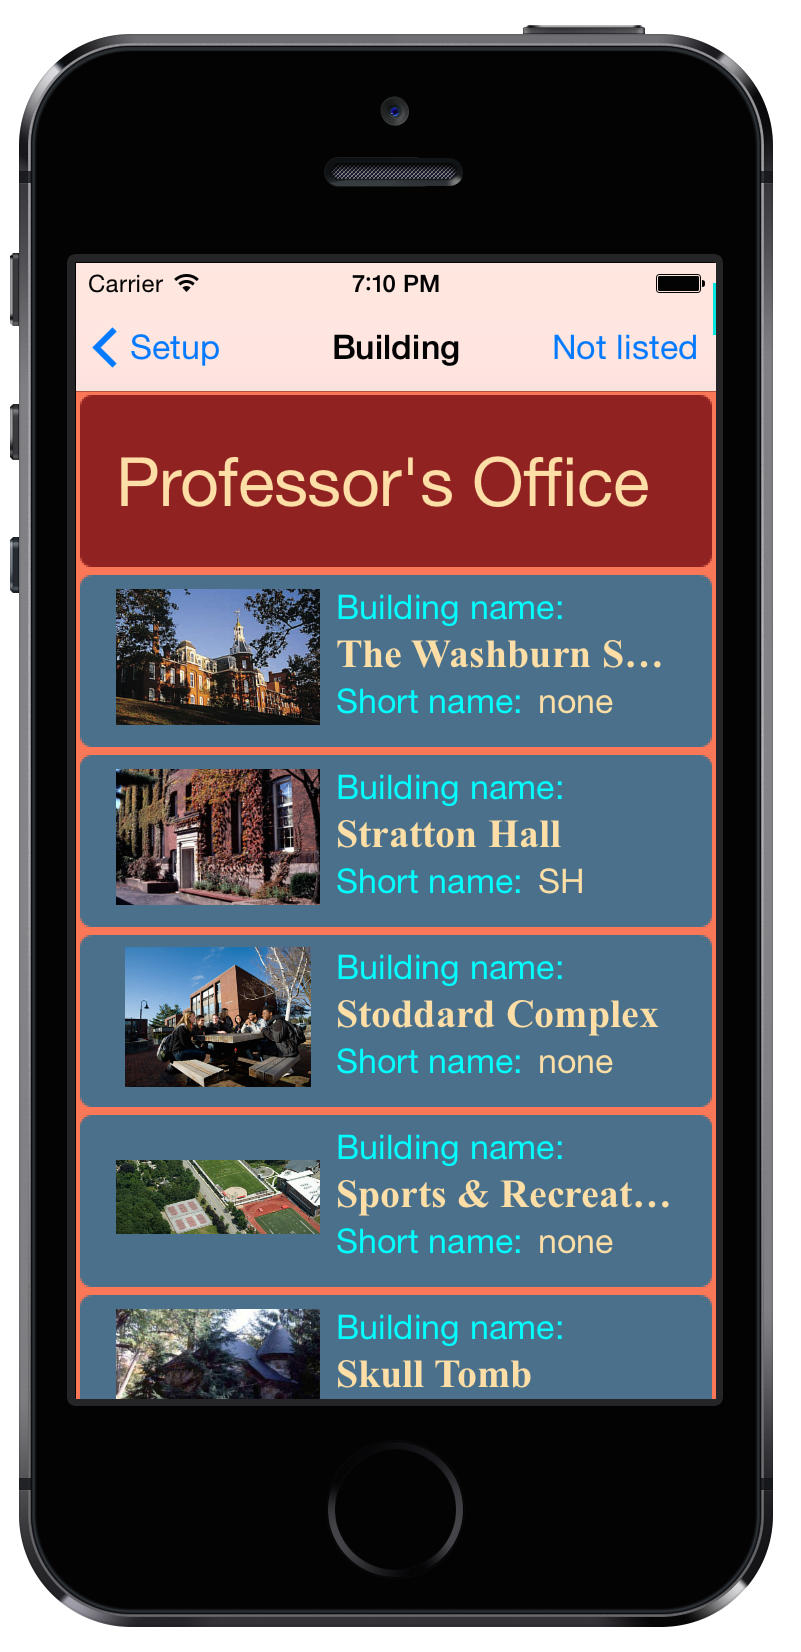 Carrier 7:10 PM
Setup Building Not listed
Professor's Office
Building name:
The Washburn S...
Short name: none
Building name:
Stratton Hall
Short name: SH
Building name:
Stoddard Complex
Short name: none
Building name:
Sports & Recreat...
Short name: none
Building name:
Skull Tomb